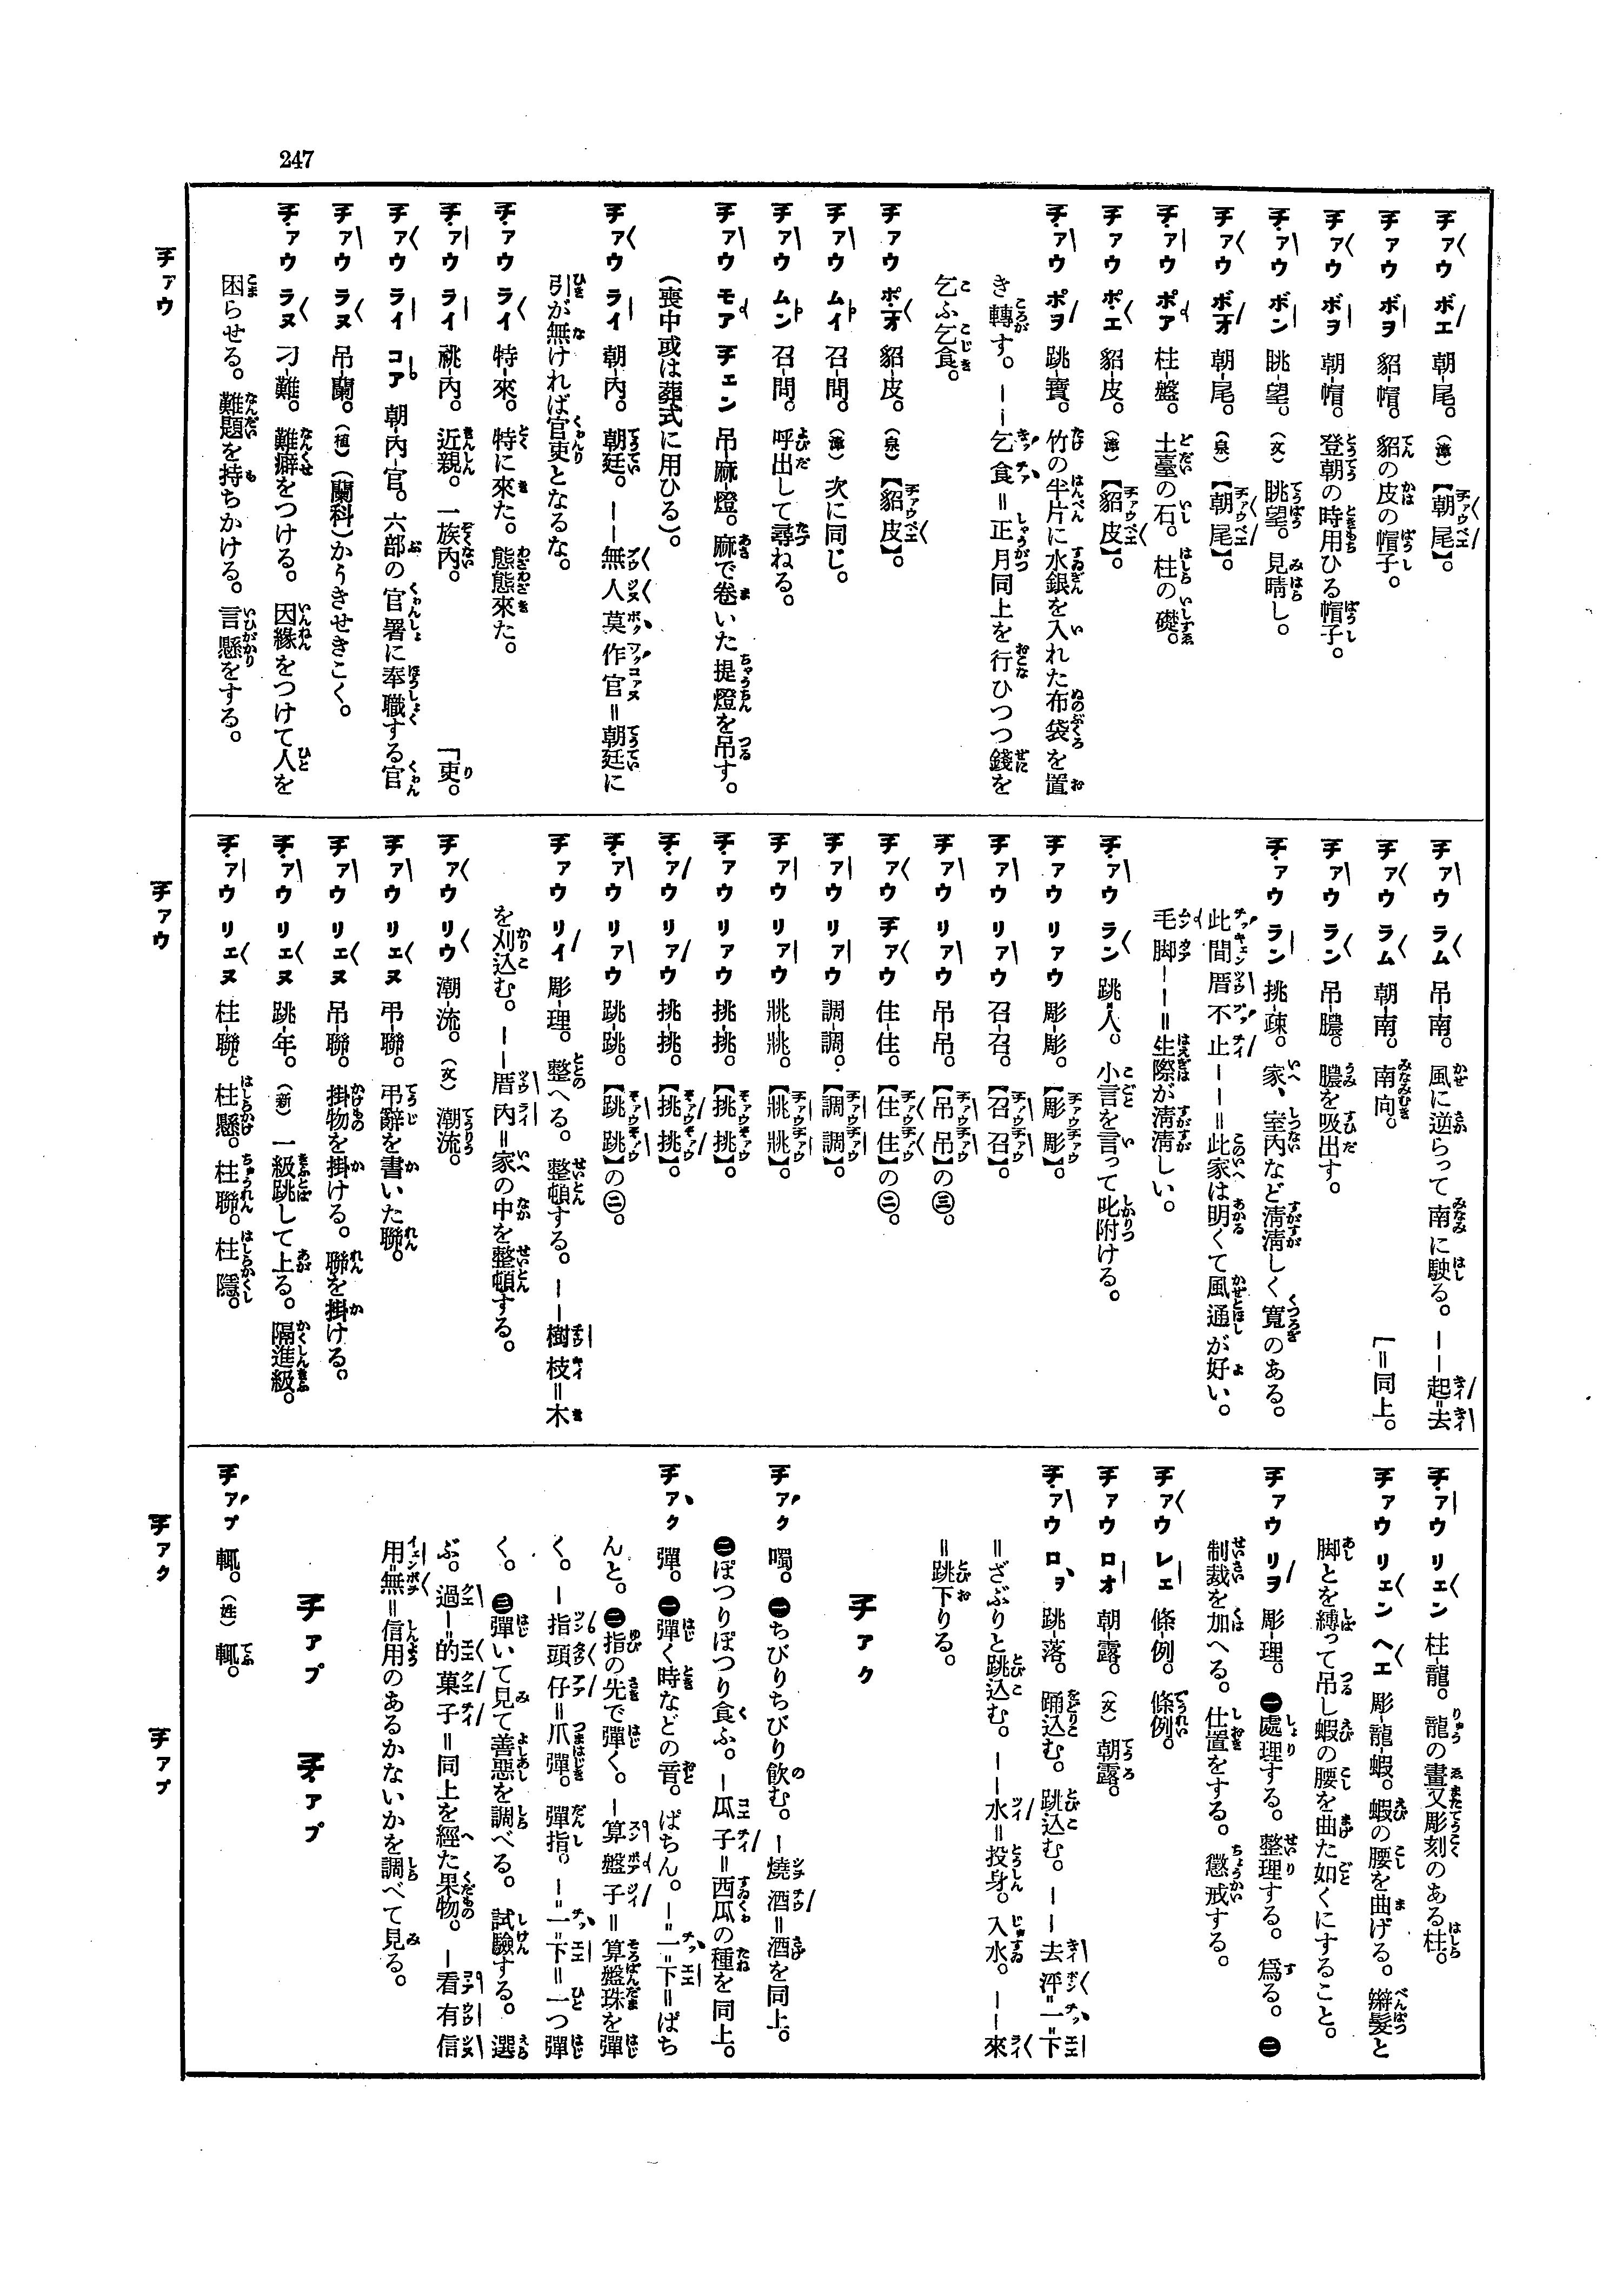 247
チァウ ボエ 朝-尾。(漳)【朝尾】。
チァウ ボヲ 貂-帽。貂の皮の帽子。
チァウ ボヲ 朝-帽。登朝の時用ひる帽子。
チァウ ボン 眺-望。(文)眺望。見晴し。
チァウ ボオ 朝-尾。(泉)【朝尾】。
チァウ ポァ 柱-盤。土臺の石。柱の礎。
チァウ ポエ 貂-皮。(漳)【貂皮】。
チァウ ポヲ 跳-寶。竹の半片に水銀を入れた布袋を置
き轉す。――乞食=正月同上を行ひつつ錢を
乞ふ乞食。
チァウ ポオ 貂-皮。(泉)【貂皮】。
チァウ ムイ 召-問。(漳)次に同じ。
チァウ ムン 召-問。呼出して尋ねる。
チァウ モア チェン 吊-麻-燈。麻で卷いた提燈を吊す。
(喪中或は葬式に用ひる)。
チァウ ライ 朝-內。朝廷。――無人莫作官=朝廷に
引が無ければ官吏となるな。
チァウ ライ 特-來。特に來た。態態來た。
チァウ ライ 祧-內。近親。一族內。
チァウ ライ コア 朝-內-官。六部の官署に奉職する官
「吏。
チァウ ラヌ 吊-蘭。(植)(蘭科)かうきせきこく。
チァウ ラヌ 刁-難。難癖をつける。因緣をつけて人を
困らせる。難題を持ちかける。言懸をする。
チァウ
チァウ ラム 吊-南。風に逆らって南に駛る。――起=去
「=同上。
チァウ ラム 朝-南。南向。
チァウ ラン 吊-膿。膿を吸出す。
チァウ ラン 挑-疎。家、室內など淸淸しく寬のある。
此間厝不止――=此家は明くて風通が好い。
毛脚――=生際が淸淸しい。
チァウ ラン 跳-人。小言を言って叱附ける。
チァウ リァウ 彫-彫。【彫彫】。
チァウ リァウ 召-召。【召召】。
チァウ リァウ 吊-吊。【吊吊】の㊂。
チァウ チァウ 住-住。【住住】の㊁。
チァウ リァウ 調-調。【調調】。
チァウ リァウ 【】。
チァウ リァウ 挑-挑。【挑挑】。
チァウ リァウ 挑-挑。【挑挑】。
チァウ リァウ 跳-跳。【跳跳】の㊁。
チァウ リイ 彫-理。整へる。整頓する。――樹枝=木
を刈込む。――厝內=家の中を整頓する。
チァウ リウ 潮-流。(文)潮流。
チァウ リェヌ 弔-聯。弔辭を書いた聯。
チァウ リェヌ 吊-聯。掛物を掛ける。聯を掛ける。
チァウ リェヌ 跳-年。(新)一級跳して上る。隔進級。
チァウ リェヌ 柱-聯。柱懸。柱聯。柱隱。
チァウ
チァウ リェン 柱-龍。龍の畫又彫刻のある柱。
チァウ リェン ヘエ 彫-龍-蝦。蝦の腰を曲げる。辮髮と
脚とを縛って吊し蝦の腰を曲た如くにすること。
チァウ リヲ 彫-理。㊀處理する。整理する。爲る。㊁
制裁を加へる。仕置をする。懲戒する。
チァウ レエ 條-例。條例。
チァウ ロオ 朝-露。(文)朝露。
チァウ ロヲ 跳-落。踊込む。跳込む。――去泙=一=下
=ざぶりと跳込む。――水=投身。入水。――來
=跳下りる。
チァク
チァク 噣。㊀ちびりちびり飮む。―燒酒=酒を同上。
㊁ぽつりぽつり食ふ。―瓜子=西瓜の種を同上。
チァク 彈。㊀彈く時などの音。ぱちん。―=一=下=ぱち
んと。㊁指の先で彈く。―算盤子=算盤珠を彈
く。―指頭仔=爪彈。彈指。―=一=下=一つ彈
く。㊂彈いて見て善惡を調べる。試驗する。選
ぶ。過―=的菓子=同上を經た果物。―看有信
用=無=信用のあるかないかを調べて見る。
チァプ チァプ
チァプ 輒。(姓)輒。
チァク チァプ